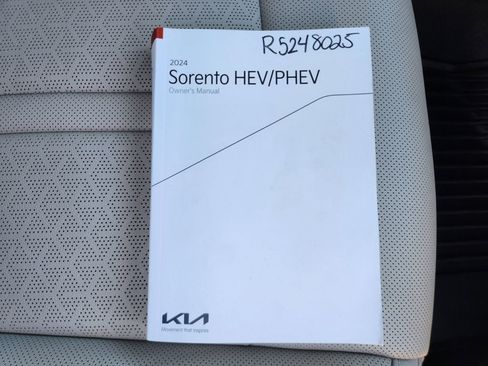 R5248025
2024
Sorento HEV/PHEV
Owner's Manual
KIA
Movement that inspires